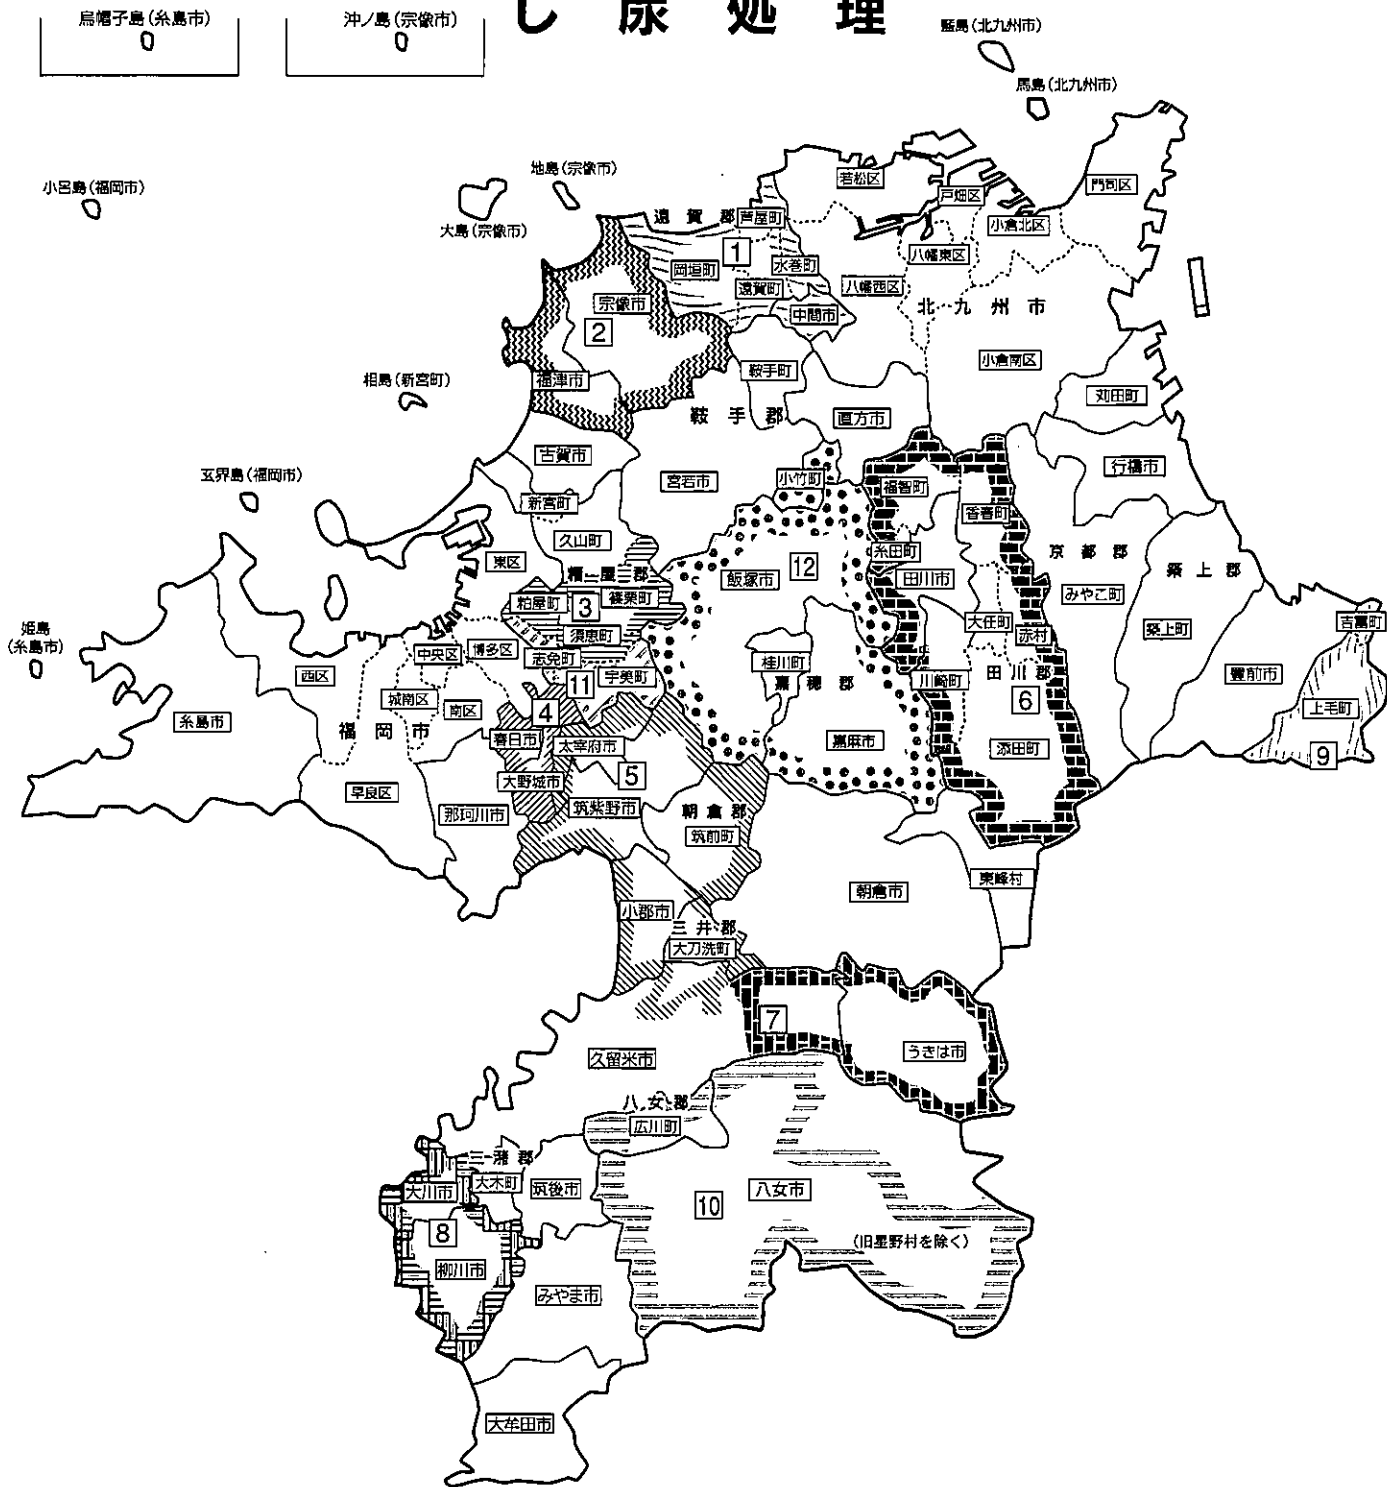 し尿処理
烏帽子島(糸島市)
沖ノ島(宗像市)
藍島(北九州市)
馬島(北九州市)
小呂島(福岡市)
地島(宗像市)
大島(宗像市)
若松区
戸畑区
門司区
小倉北区
遠賀郡
芦屋町
1
岡垣町
水巻町
遠賀町
中間市
八幡東区
八幡西区
北九州市
宗像市
2
小倉南区
相島(新宮町)
福津市
鞍手町
苅田町
鞍手郡
直方市
古賀市
行橋市
玄界島(福岡市)
宮若市
小竹町
福智町
新宮町
香春町
久山町
東区
糸田町
京都郡
築上郡
糟屋郡
飯塚市
12
田川市
みやこ町
粕屋町
3
篠栗町
須恵町
大任町
赤村
築上町
吉富町
姫島
(糸島市)
中央区
博多区
志免町
桂川町
田川郡
西区
11
宇美町
嘉穂郡
川崎町
豊前市
城南区
南区
4
6
上毛町
糸島市
福岡市
春日市
太宰府市
嘉麻市
添田町
9
5
大野城市
早良区
那珂川市
筑紫野市
朝倉郡
筑前町
東峰村
朝倉市
小郡市
三井郡
大刀洗町
7
うきは市
久留米市
八女郡
広川町
三潴郡
大川市
大木町
筑後市
八女市
10
8
(旧星野村を除く)
柳川市
みやま市
大牟田市